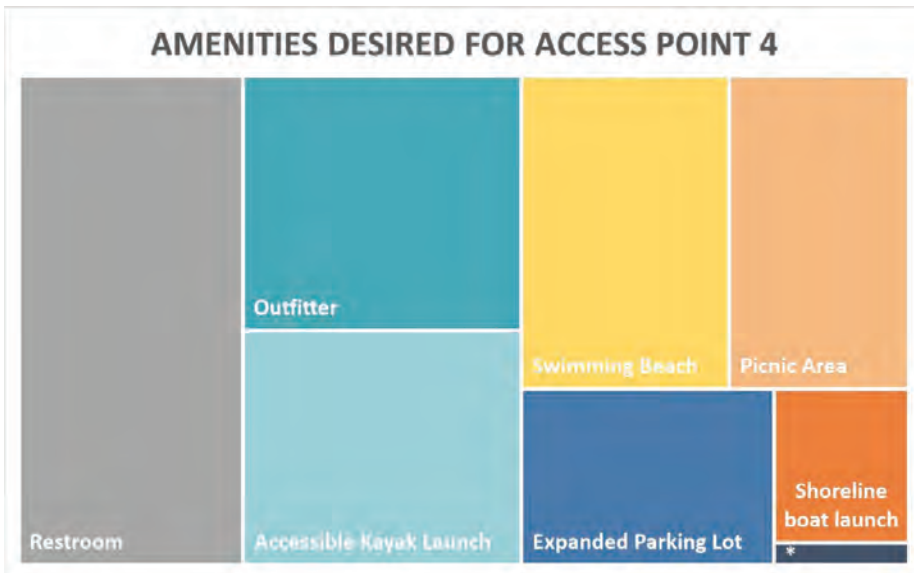 AMENITIES DESIRED FOR ACCESS POINT 4
Outfitter
Swimming Beach
Picnic Area
Restroom
Accessible Kayak Launch
Expanded Parking Lot
Shoreline
boat launch
*